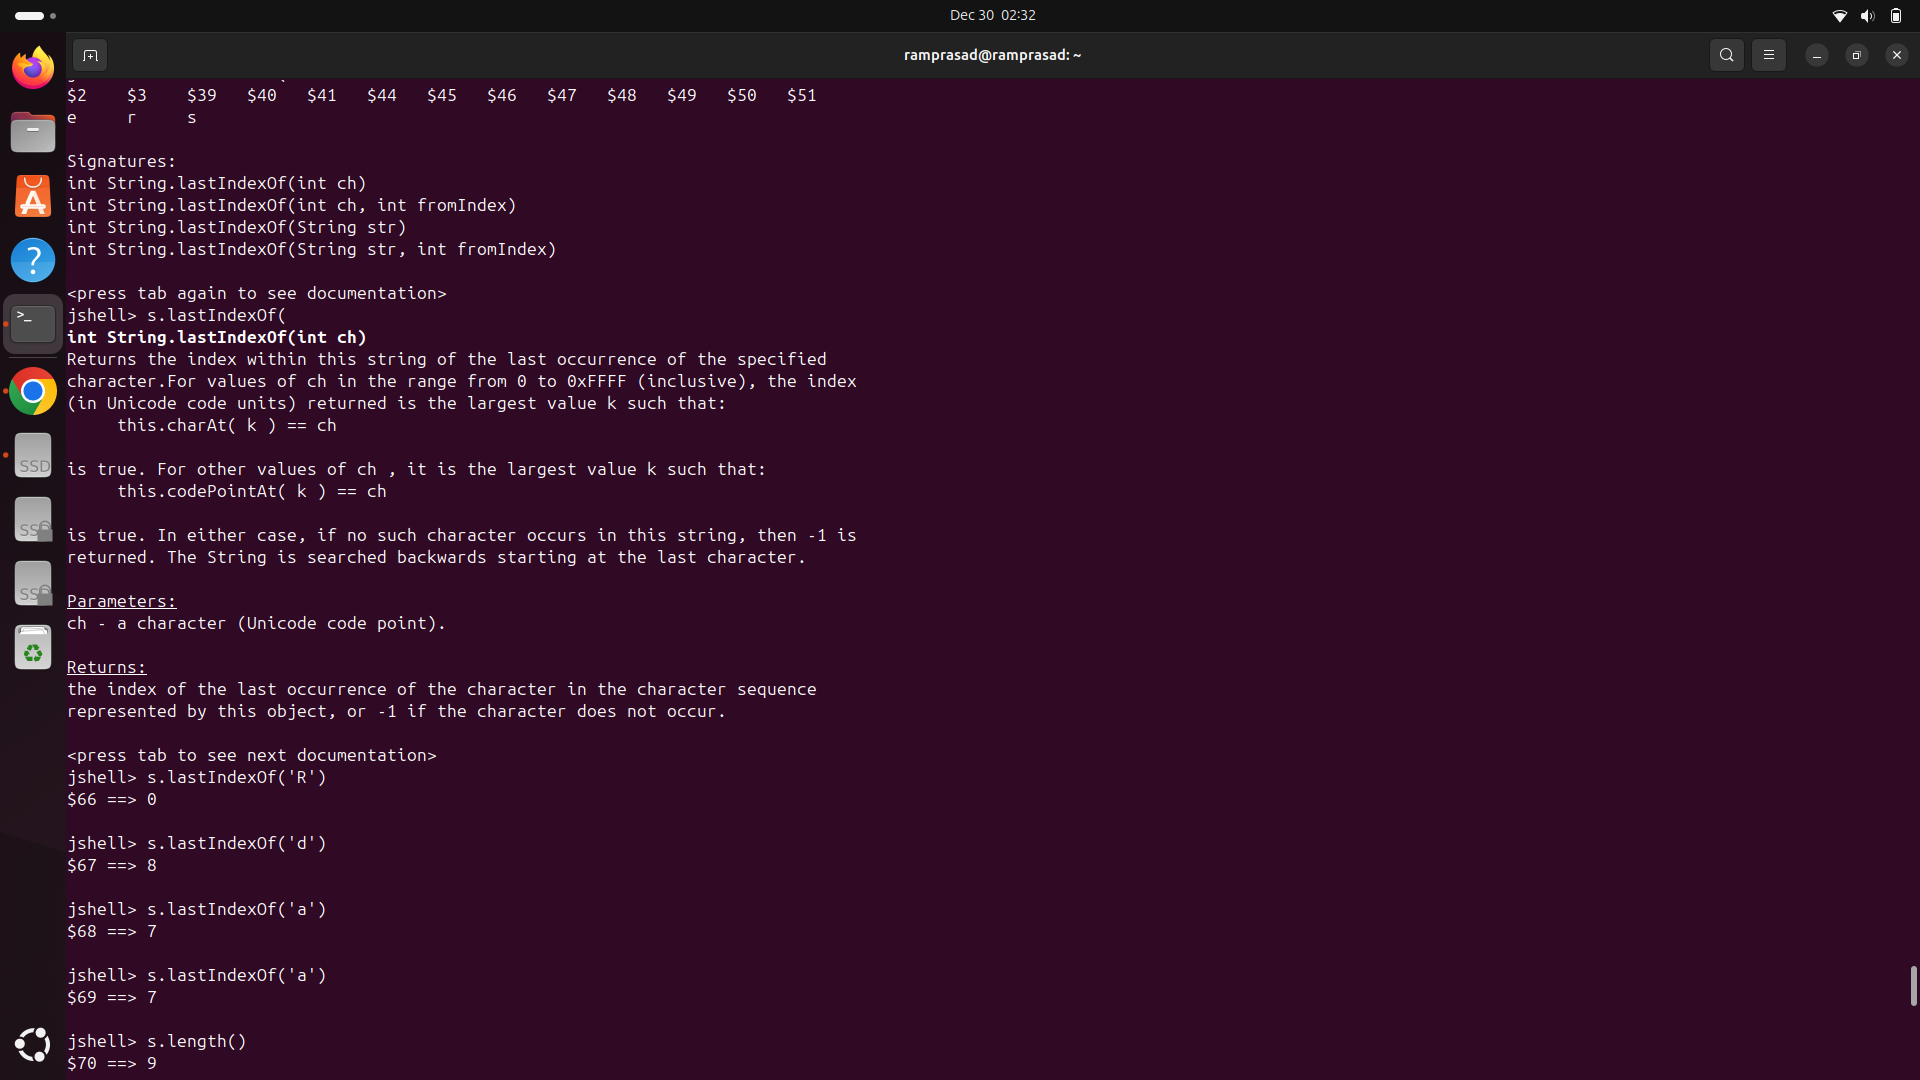 Dec 30 02:32
ramprasad@ramprasad: ~
$2 $3 $39 $40 $41 $44 $45 $46 $47 $48 $49 $50 $51
e r s
Signatures:
int String.lastIndexOf(int ch)
int String.lastIndexOf(int ch, int fromIndex)
int String.lastIndexOf(String str)
int String.lastIndexOf(String str, int fromIndex)
<press tab again to see documentation>
jshell> s.lastIndexOf(
int String.lastIndexOf(int ch)
Returns the index within this string of the last occurrence of the specified
character.For values of ch in the range from 0 to 0xFFFF (inclusive), the index
(in Unicode code units) returned is the largest value k such that:
this.charAt( k ) == ch
is true. For other values of ch , it is the largest value k such that:
this.codePointAt( k ) == ch
is true. In either case, if no such character occurs in this string, then -1 is
returned. The String is searched backwards starting at the last character.
Parameters:
ch - a character (Unicode code point).
Returns:
the index of the last occurrence of the character in the character sequence
represented by this object, or -1 if the character does not occur.
<press tab to see next documentation>
jshell> s.lastIndexOf('R')
$66 ==> 0
jshell> s.lastIndexOf('d')
$67 ==> 8
jshell> s.lastIndexOf('a')
$68 ==> 7
jshell> s.lastIndexOf('a')
$69 ==> 7
jshell> s.length()
$70 ==> 9
?
>_
SSD
SSD
SSD